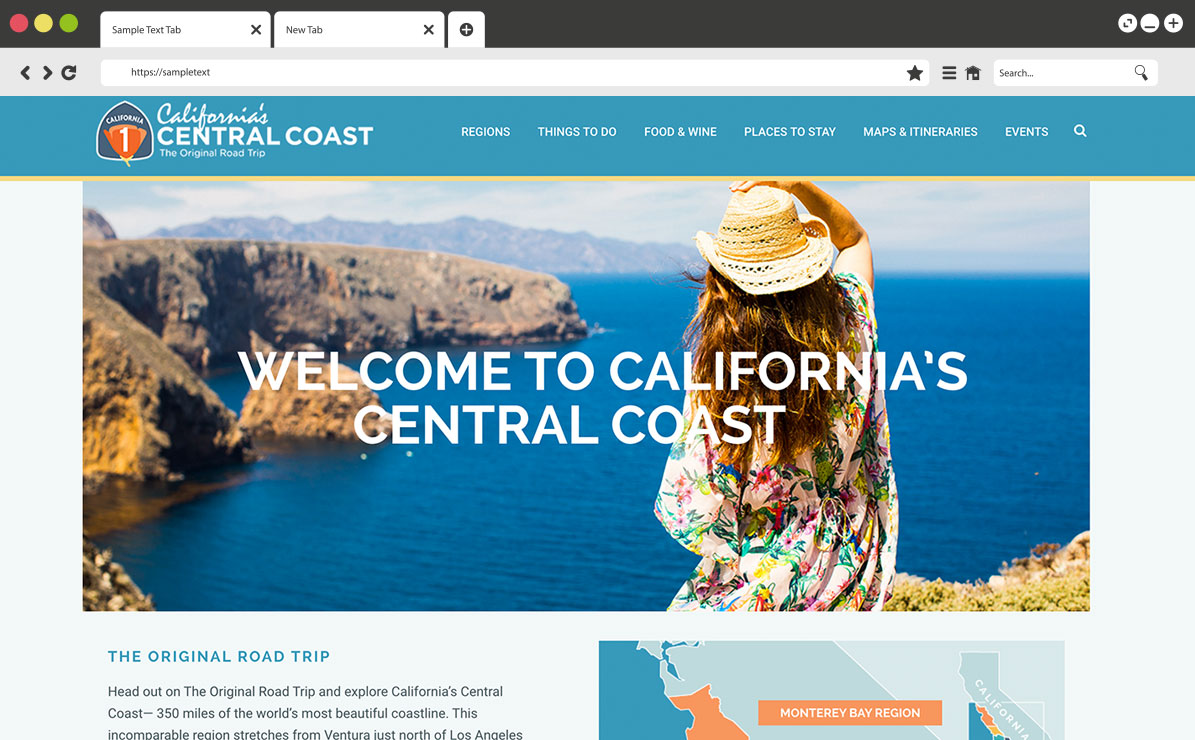 Sample Text Tab
New Tab
https://sampletext
Search...
CALIFORNIA
1
California's
CENTRAL COAST
The Original Road Trip
REGIONS THINGS TO DO FOOD & WINE PLACES TO STAY MAPS & ITINERARIES EVENTS
WELCOME TO CALIFORNIA’S
CENTRAL COAST
THE ORIGINAL ROAD TRIP
Head out on The Original Road Trip and explore California’s Central
Coast— 350 miles of the world’s most beautiful coastline. This
incomparable region stretches from Ventura just north of Los Angeles
MONTEREY BAY REGION
CALIFORNIA